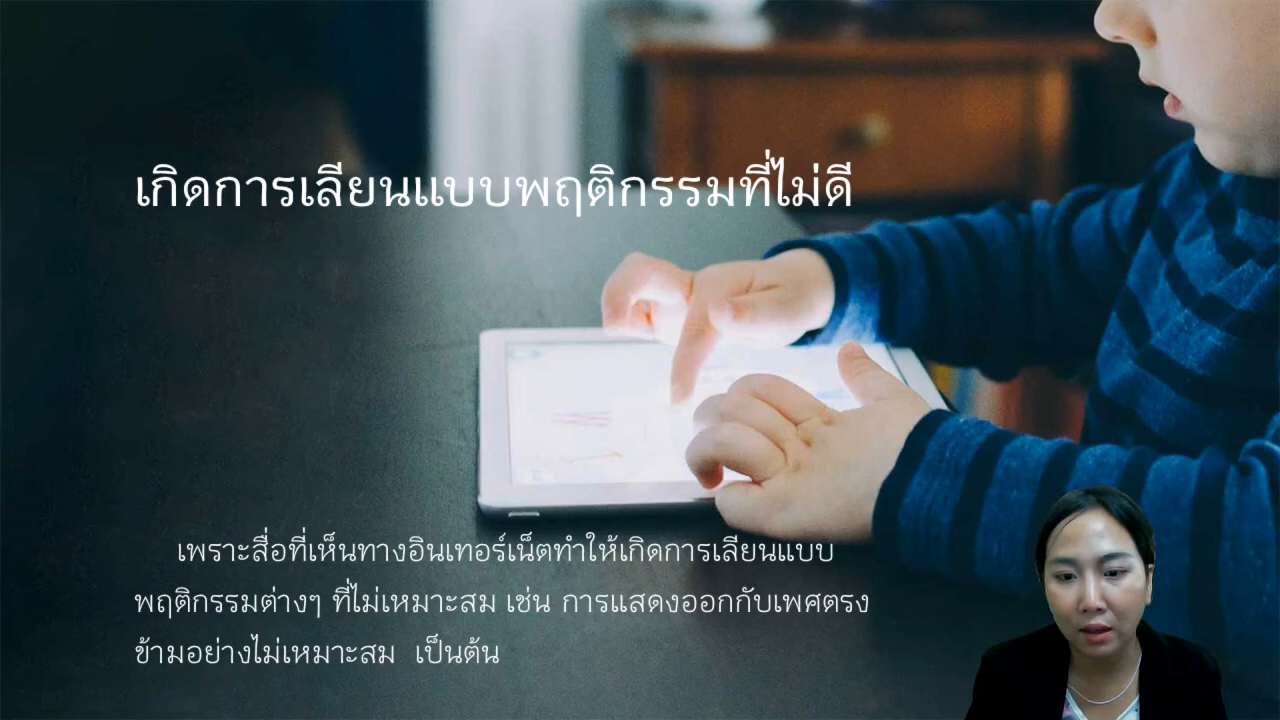 เกิดการเลียนแบบพฤติกรรมที่ไม่ดี
เพราะสื่อที่เห็นทางอินเทอร์เน็ตทำให้เกิดการเลียนแบบ
พฤติกรรมต่างๆ ที่ไม่เหมาะสม เช่น การแสดงออกกับเพศตรง
ข้ามอย่างไม่เหมาะสม เป็นต้น